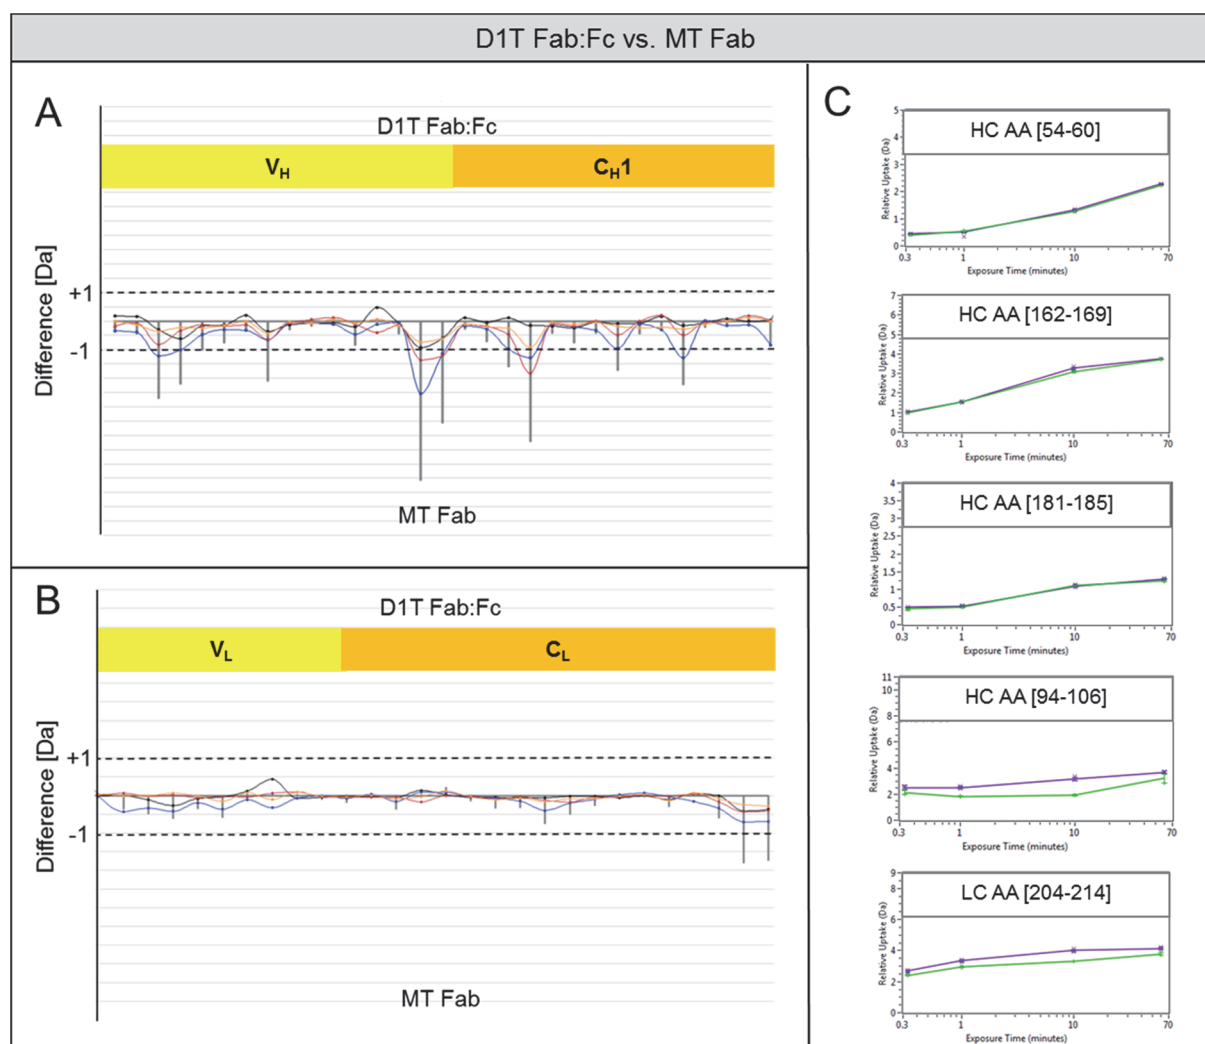 D1T Fab:Fc vs. MT Fab
A
D1T Fab:Fc
VH
CH1
Difference [Da]
+1
-1
MT Fab
B
D1T Fab:Fc
VL
CL
Difference [Da]
+1
-1
MT Fab
C
HC AA [54-60]
Relative Uptake (Da)
5
4
3
2
1
0
0.3
1
10
70
Exposure Time (minutes)
HC AA [162-169]
Relative Uptake (Da)
7
6
5
4
3
2
1
0
0.3
1
10
70
Exposure Time (minutes)
HC AA [181-185]
Relative Uptake (Da)
4
3.5
3
2.5
2
1.5
1
0.5
0
0.3
1
10
70
Exposure Time (minutes)
HC AA [94-106]
Relative Uptake (Da)
11
10
8
6
4
2
0
0.3
1
10
70
Exposure Time (minutes)
LC AA [204-214]
Relative Uptake (Da)
9
8
6
4
2
0
0.3
1
10
70
Exposure Time (minutes)